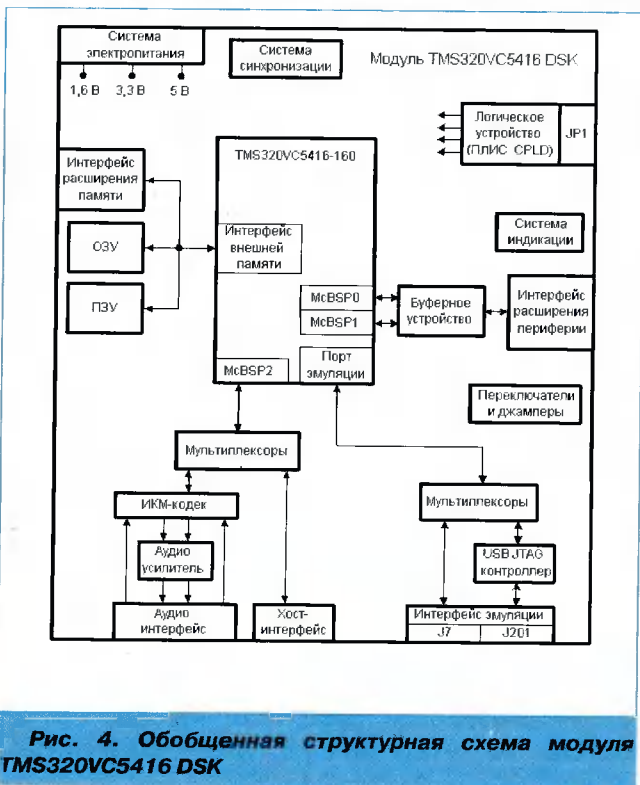 Система
электропитания
1,6 В 3,3 В 5 В
Система
синхронизации
Модуль TMS320VC5416 DSK
Логическое
устройство
(ПлИС CPLD)
JP1
TMS320VC5416-160
Интерфейс
расширения
памяти
ОЗУ
ПЗУ
Интерфейс
внешней
памяти
Система
индикации
McBSP0
McBSP1
Буферное
устройство
Интерфейс
расширения
периферии
McBSP2
Порт
эмуляции
Переключатели
и джамперы
Мультиплексоры
ИКМ-кодек
Аудио
усилитель
Аудио
интерфейс
Хост-
интерфейс
Мультиплексоры
USB JTAG
контроллер
Интерфейс эмуляции
J7 J201
Рис. 4. Обобщенная структурная схема модуля
TMS320VC5416 DSK